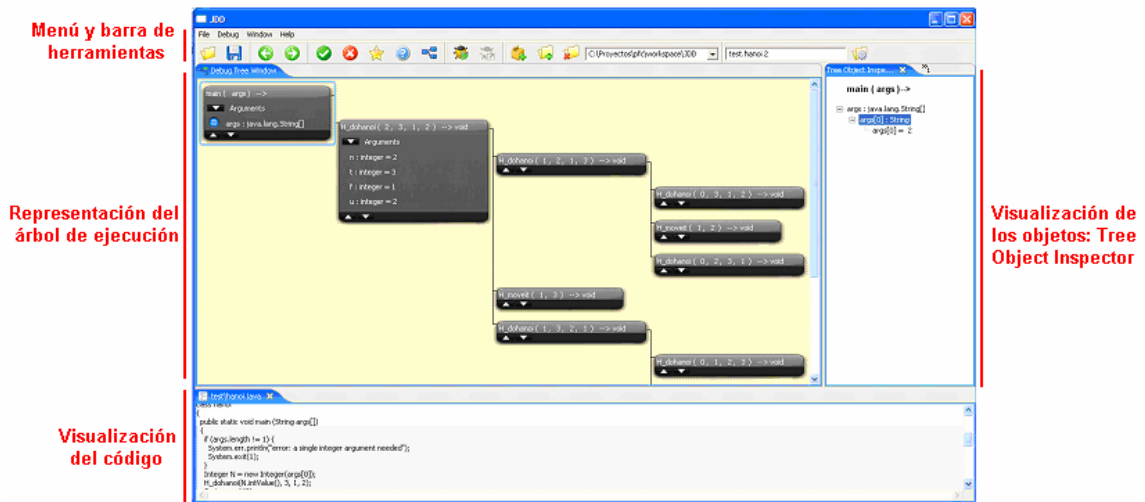 Menú y barra de
herramientas
Representación del
árbol de ejecución
Visualización
del código
Visualización de
los objetos: Tree
Object Inspector
JDD
File Debug Window Help
C:\Proyectos\pfc\workspace\JDD
test.hanoi 2
Debug Tree Window
main ( args ) -->
Arguments
args : java.lang.String[]
H_dohanoi ( 2, 3, 1, 2 ) --> void
Arguments
n : integer = 2
t : integer = 3
f : integer = 1
u : integer = 2
H_dohanoi ( 1, 2, 1, 3 ) --> void
H_dohanoi ( 0, 3, 1, 2 ) --> void
H_moveit ( 1, 2 ) --> void
H_dohanoi ( 0, 2, 3, 1 ) --> void
H_moveit ( 1, 3 ) --> void
H_dohanoi ( 1, 3, 2, 1 ) --> void
H_dohanoi ( 0, 1, 2, 3 ) --> void
Tree Object Inspe...
main ( args )-->
args : java.lang.String[]
args[0] : String
args[0] = 2
test\hanoi.java
class hanoi
{
public static void main (String args[])
{
if (args.length != 1) {
System.err.println("error: a single integer argument needed");
System.exit(1);
}
Integer N = new Integer(args[0]);
H_dohanoi(N.intValue(), 3, 1, 2);